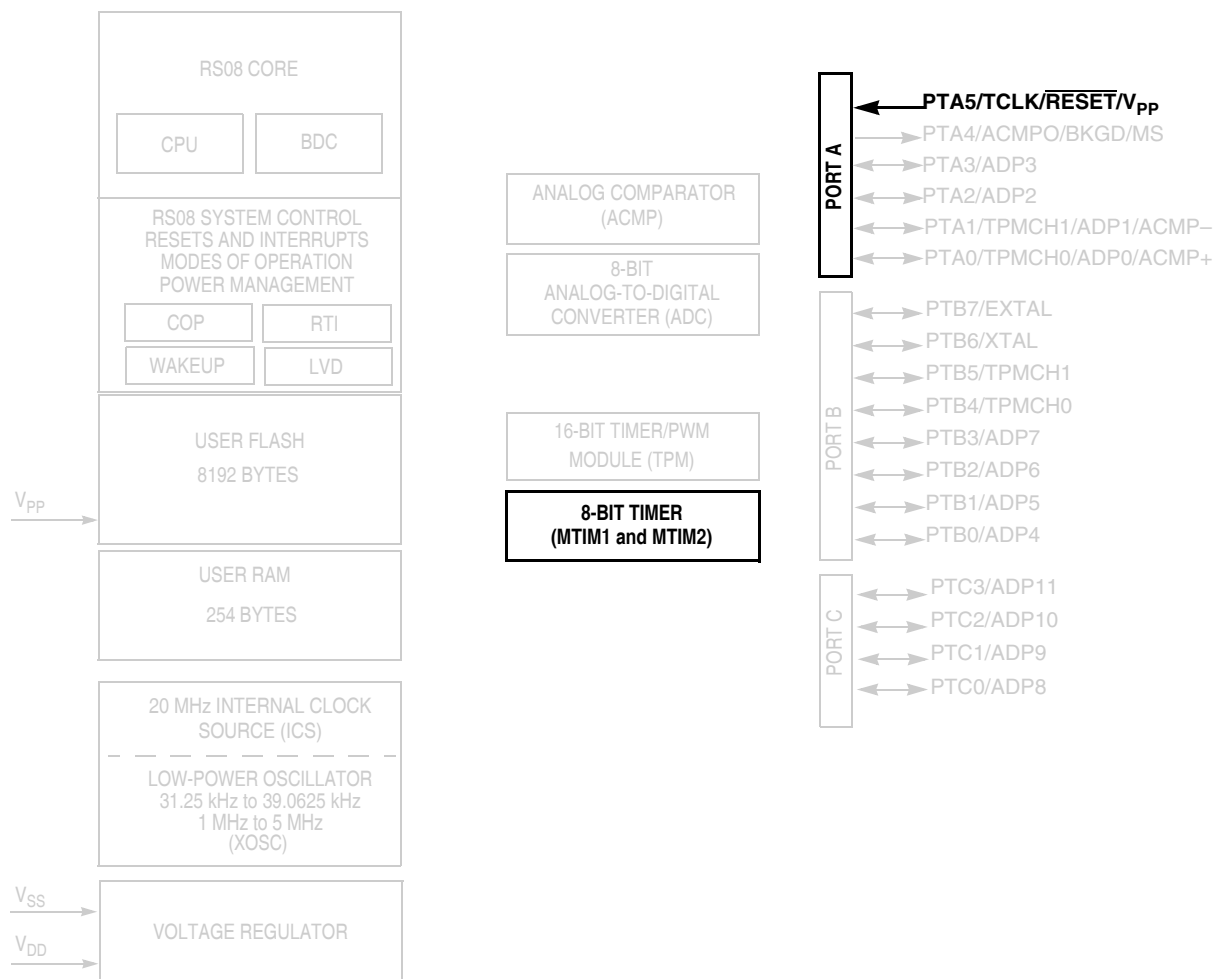 RS08 CORE
CPU
BDC
RS08 SYSTEM CONTROL
RESETS AND INTERRUPTS
MODES OF OPERATION
POWER MANAGEMENT
COP
RTI
WAKEUP
LVD
USER FLASH
8192 BYTES
VPP
USER RAM
254 BYTES
20 MHz INTERNAL CLOCK
SOURCE (ICS)
LOW-POWER OSCILLATOR
31.25 kHz to 39.0625 kHz
1 MHz to 5 MHz
(XOSC)
VSS
VDD
VOLTAGE REGULATOR
ANALOG COMPARATOR
(ACMP)
8-BIT
ANALOG-TO-DIGITAL
CONVERTER (ADC)
16-BIT TIMER/PWM
MODULE (TPM)
8-BIT TIMER
(MTIM1 and MTIM2)
PORT A
PTA5/TCLK/RESET/VPP
PTA4/ACMPO/BKGD/MS
PTA3/ADP3
PTA2/ADP2
PTA1/TPMCH1/ADP1/ACMP–
PTA0/TPMCH0/ADP0/ACMP+
PORT B
PTB7/EXTAL
PTB6/XTAL
PTB5/TPMCH1
PTB4/TPMCH0
PTB3/ADP7
PTB2/ADP6
PTB1/ADP5
PTB0/ADP4
PORT C
PTC3/ADP11
PTC2/ADP10
PTC1/ADP9
PTC0/ADP8